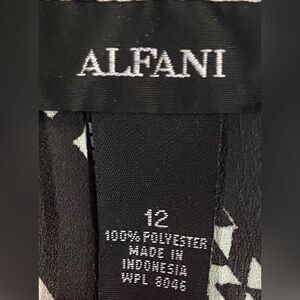 ALFANI
12
100% POLYESTER
MADE IN
INDONESIA
WPL 8046